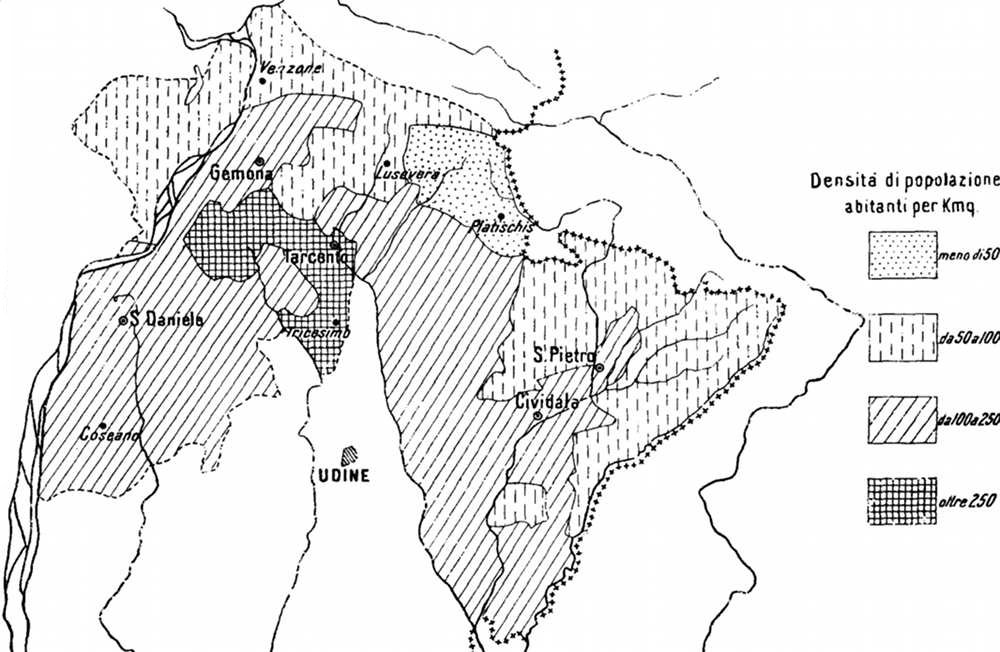 Venzone
Gemona
Lusevera
Platischis
Tarcento
S. Daniele
Tricesimo
S. Pietro
Cividale
Coseano
UDINE
Densitá di popolazione
abitanti per Kmq.
meno di 50
da 50 a 100
da 100 a 250
oltre 250